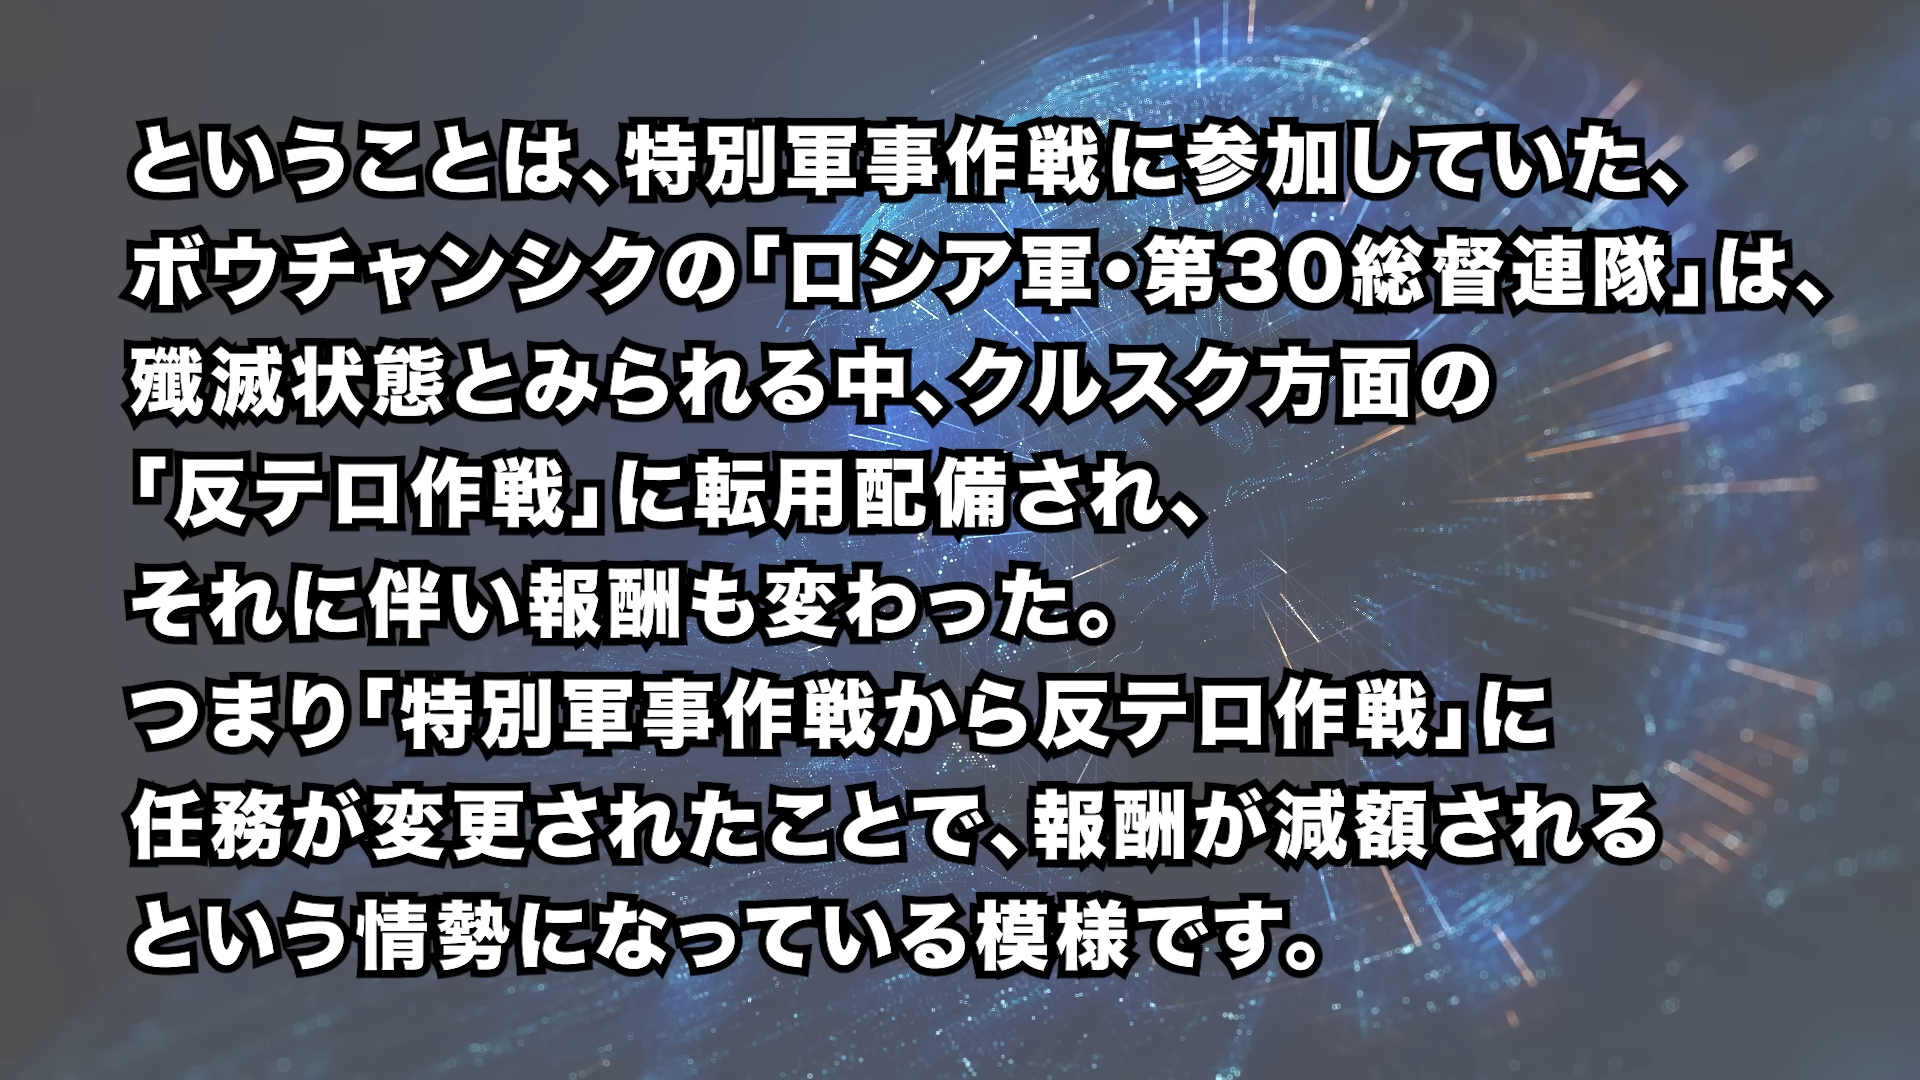 ということは、特別軍事作戦に参加していた、
ボウチャンシクの「ロシア軍・第30総督連隊」は、
殲滅状態とみられる中、クルスク方面の
「反テロ作戦」に転用配備され、
それに伴い報酬も変わった。
つまり「特別軍事作戦から反テロ作戦」に
任務が変更されたことで、報酬が減額される
という情勢になっている模様です。